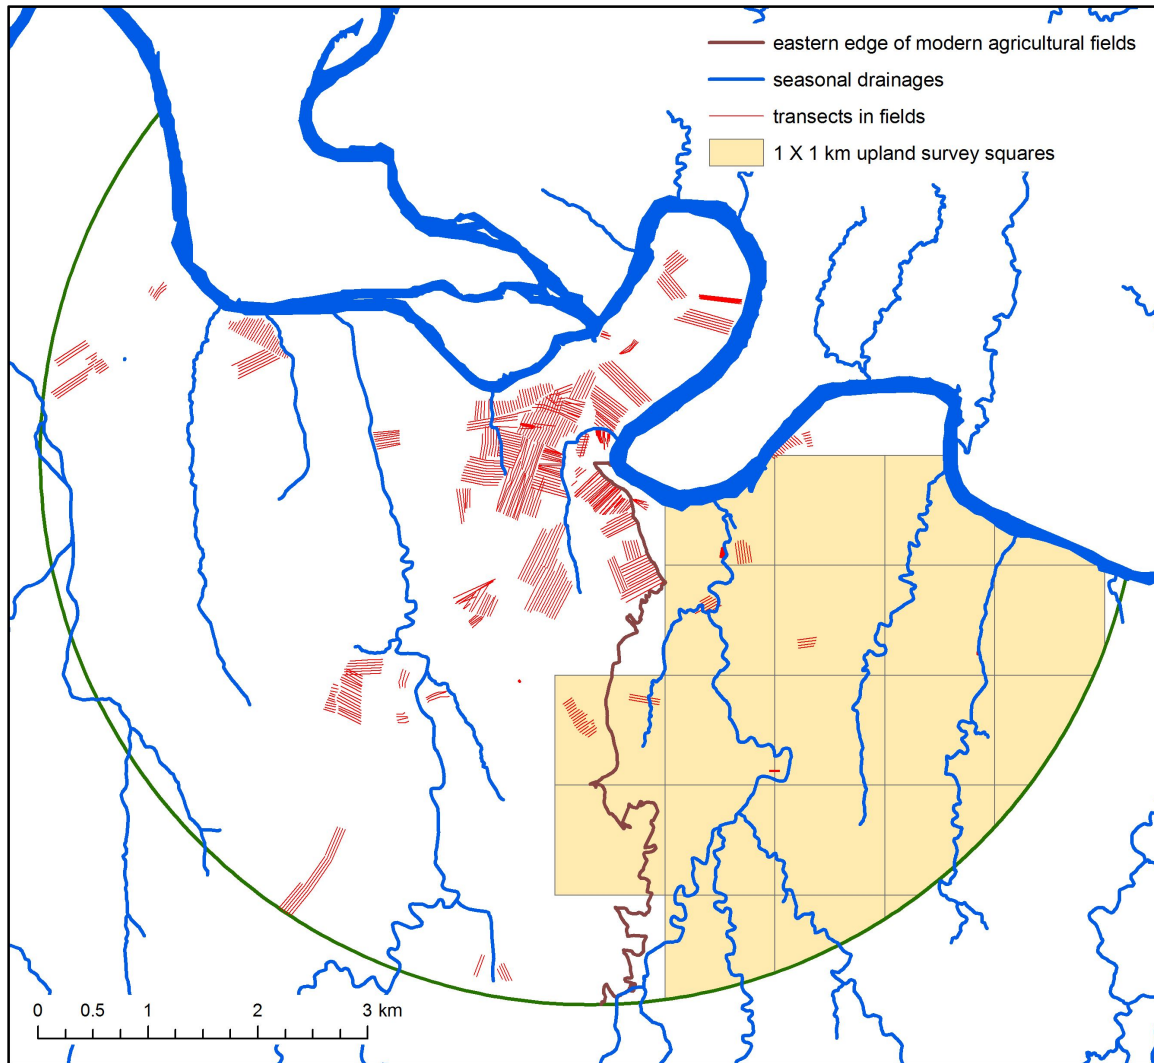 eastern edge of modern agricultural fields
seasonal drainages
transects in fields
1 X 1 km upland survey squares
0 0.5 1 2 3 km